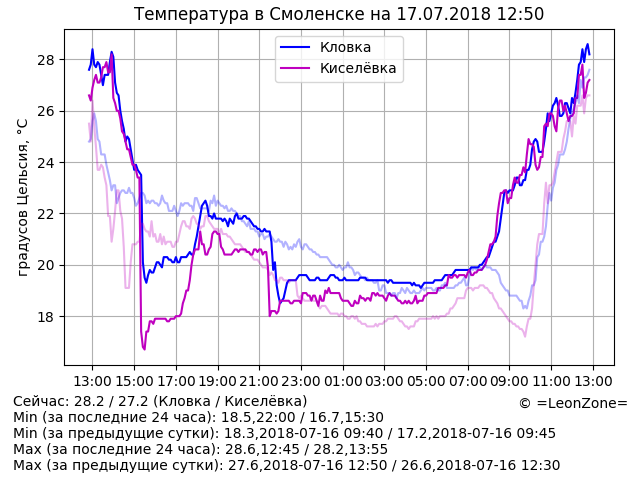 Температура в Смоленске на 17.07.2018 12:50
Кловка
Киселёвка
градусов Цельсия, °C
28
26
24
22
20
18
13:00 15:00 17:00 19:00 21:00 23:00 01:00 03:00 05:00 07:00 09:00 11:00 13:00
Сейчас: 28.2 / 27.2 (Кловка / Киселёвка)
© =LeonZone=
Min (за последние 24 часа): 18.5,22:00 / 16.7,15:30
Min (за предыдущие сутки): 18.3,2018-07-16 09:40 / 17.2,2018-07-16 09:45
Max (за последние 24 часа): 28.6,12:45 / 28.2,13:55
Max (за предыдущие сутки): 27.6,2018-07-16 12:50 / 26.6,2018-07-16 12:30